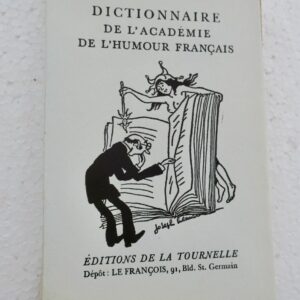 DICTIONNAIRE
DE L'ACADÉMIE
DE L'HUMOUR FRANÇAIS
ÉDITIONS DE LA TOURNELLE
Dépôt : LE FRANÇOIS, 91, Bld. St. Germain